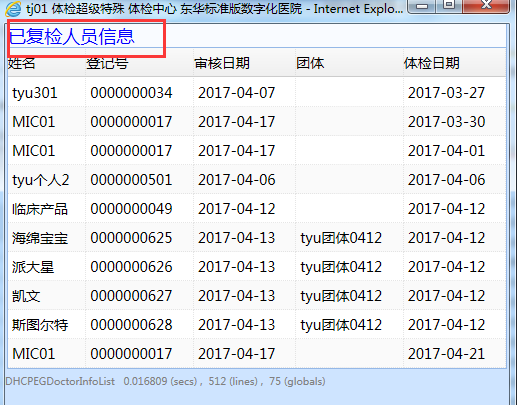 tj01 体检超级特殊 体检中心 东华标准版数字化医院 - Internet Explo...
已复检人员信息
姓名 登记号 审核日期 团体 体检日期
tyu301 0000000034 2017-04-07 2017-03-27
MIC01 0000000017 2017-04-17 2017-03-30
MIC01 0000000017 2017-04-17 2017-04-01
tyu个人2 0000000501 2017-04-06 2017-04-06
临床产品 0000000049 2017-04-12 2017-04-12
海绵宝宝 0000000625 2017-04-13 tyu团体0412 2017-04-12
派大星 0000000626 2017-04-13 tyu团体0412 2017-04-12
凯文 0000000627 2017-04-13 tyu团体0412 2017-04-12
斯图尔特 0000000628 2017-04-13 tyu团体0412 2017-04-12
MIC01 0000000017 2017-04-17 2017-04-21
DHCPEGDoctorInfoList 0.016809 (secs) , 512 (lines) , 75 (globals)